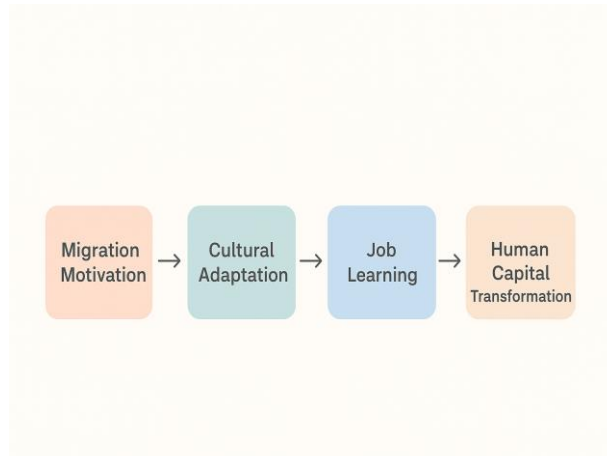 Migration
Motivation
Cultural
Adaptation
Job
Learning
Human
Capital
Transformation